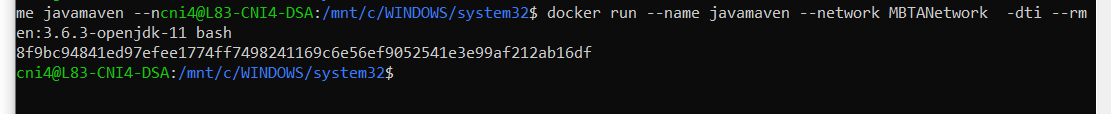 me javamaven --ncni4@L83-CNI4-DSA:/mnt/c/WINDOWS/system32$ docker run --name javamaven --network MBTANetwork  -dti --rm
en:3.6.3-openjdk-11 bash
8f9bc94841ed97efee1774ff7498241169c6e56ef9052541e3e99af212ab16df
cni4@L83-CNI4-DSA:/mnt/c/WINDOWS/system32$